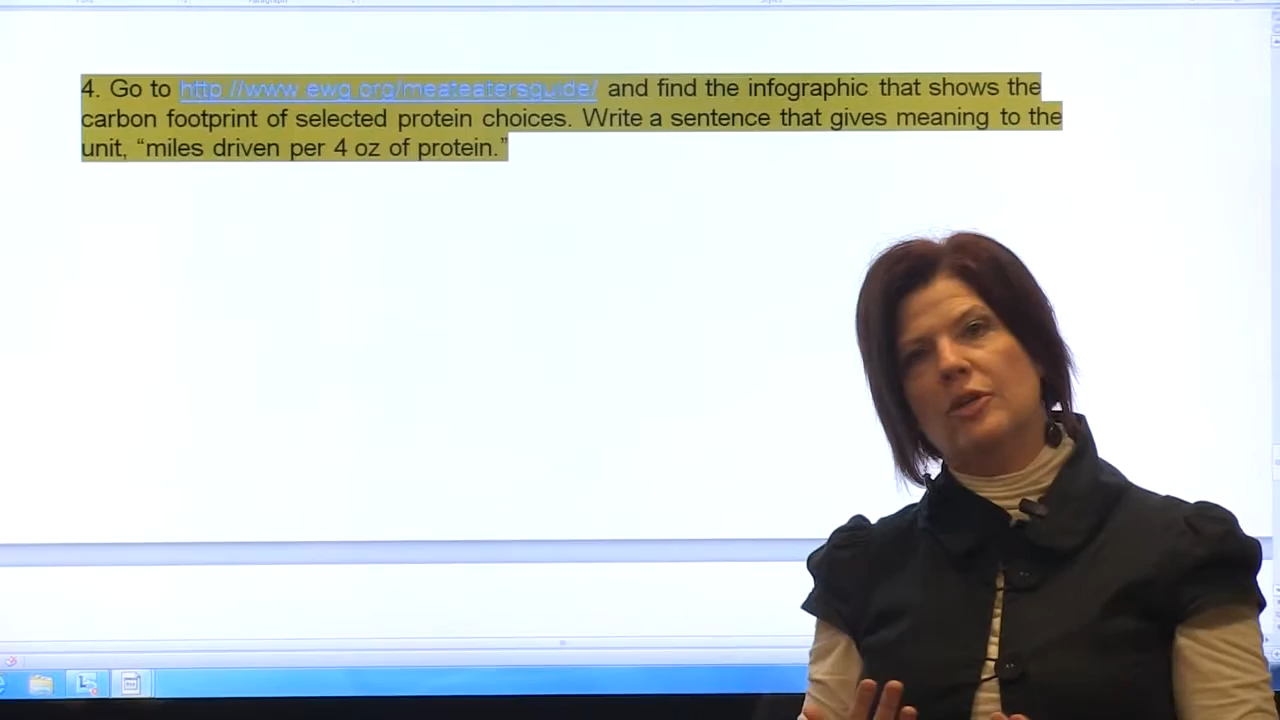 4. Go to http://www.ewg.org/meateatersguide/ and find the infographic that shows the
carbon footprint of selected protein choices. Write a sentence that gives meaning to the
unit, “miles driven per 4 oz of protein.”